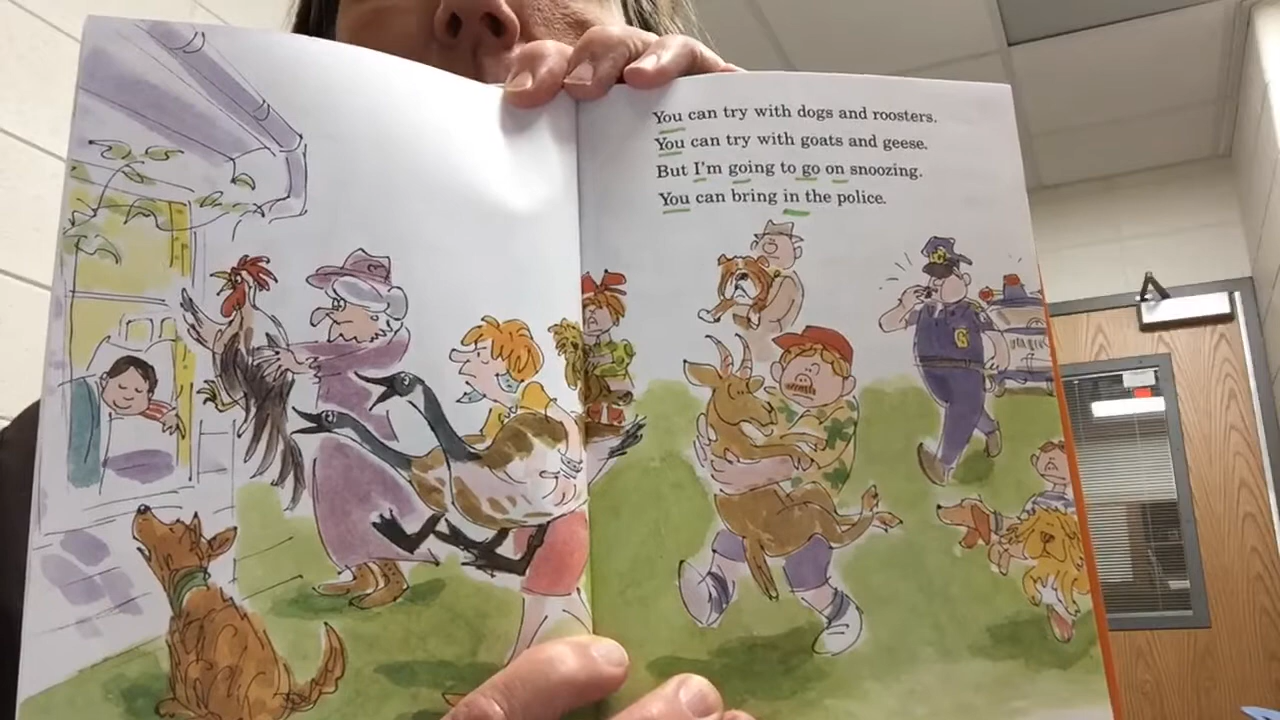 You can try with dogs and roosters.
You can try with goats and geese.
But I'm going to go on snoozing.
You can bring in the police.